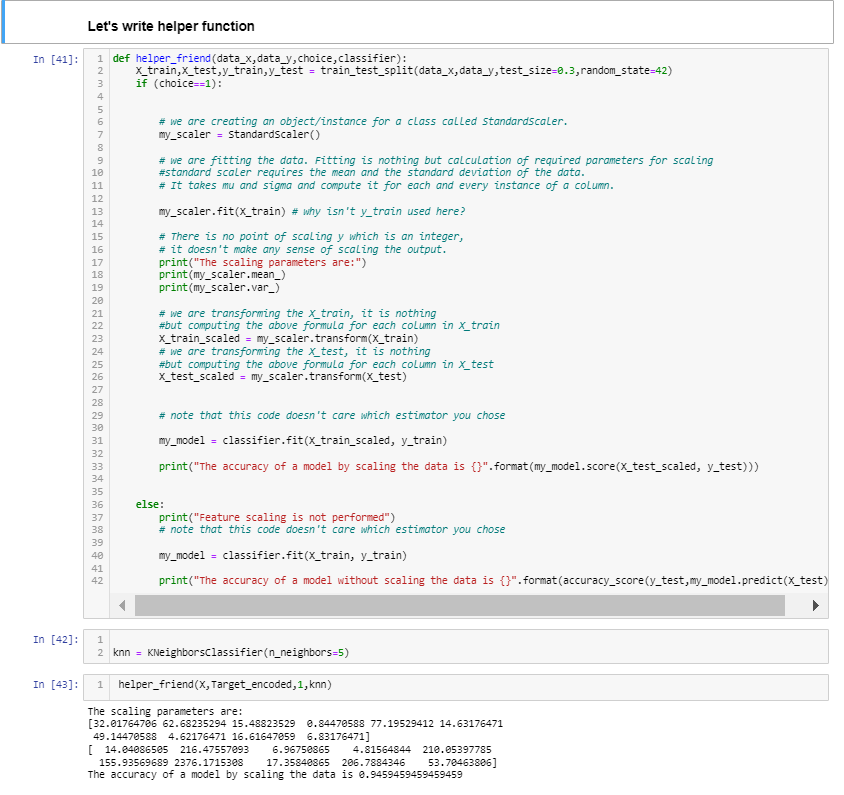 Let's write helper function
In [41]:
1 def helper_friend(data_x,data_y,choice,classifier):
2 X_train,X_test,y_train,y_test = train_test_split(data_x,data_y,test_size=0.3,random_state=42)
3 if (choice==1):
4
5
6 # we are creating an object/instance for a class called StandardScaler.
7 my_scaler = StandardScaler()
8
9 # we are fitting the data. Fitting is nothing but calculation of required parameters for scaling
10 #standard scaler requires the mean and the standard deviation of the data.
11 # It takes mu and sigma and compute it for each and every instance of a column.
12
13 my_scaler.fit(X_train) # why isn't y_train used here?
14
15 # There is no point of scaling y which is an integer,
16 # it doesn't make any sense of scaling the output.
17 print("The scaling parameters are:")
18 print(my_scaler.mean_)
19 print(my_scaler.var_)
20
21 # we are transforming the X_train, it is nothing
22 #but computing the above formula for each column in X_train
23 X_train_scaled = my_scaler.transform(X_train)
24 # we are transforming the X_test, it is nothing
25 #but computing the above formula for each column in X_test
26 X_test_scaled = my_scaler.transform(X_test)
27
28
29 # note that this code doesn't care which estimator you chose
30
31 my_model = classifier.fit(X_train_scaled, y_train)
32
33 print("The accuracy of a model by scaling the data is {}".format(my_model.score(X_test_scaled, y_test)))
34
35
36 else:
37 print("Feature scaling is not performed")
38 # note that this code doesn't care which estimator you chose
39
40 my_model = classifier.fit(X_train, y_train)
41
42 print("The accuracy of a model without scaling the data is {}".format(accuracy_score(y_test,my_model.predict(X_test)
In [42]:
1
2 knn = KNeighborsClassifier(n_neighbors=5)
In [43]:
1 helper_friend(X,Target_encoded,1,knn)
The scaling parameters are:
[32.01764706 62.68235294 15.48823529 0.84470588 77.19529412 14.63176471
49.14470588 4.62176471 16.61647059 6.83176471]
[ 14.04086505 216.47557093 6.96750865 4.81564844 210.05397785
155.93569689 2376.1715308 17.35840865 206.7884346 53.70463806]
The accuracy of a model by scaling the data is 0.9459459459459459